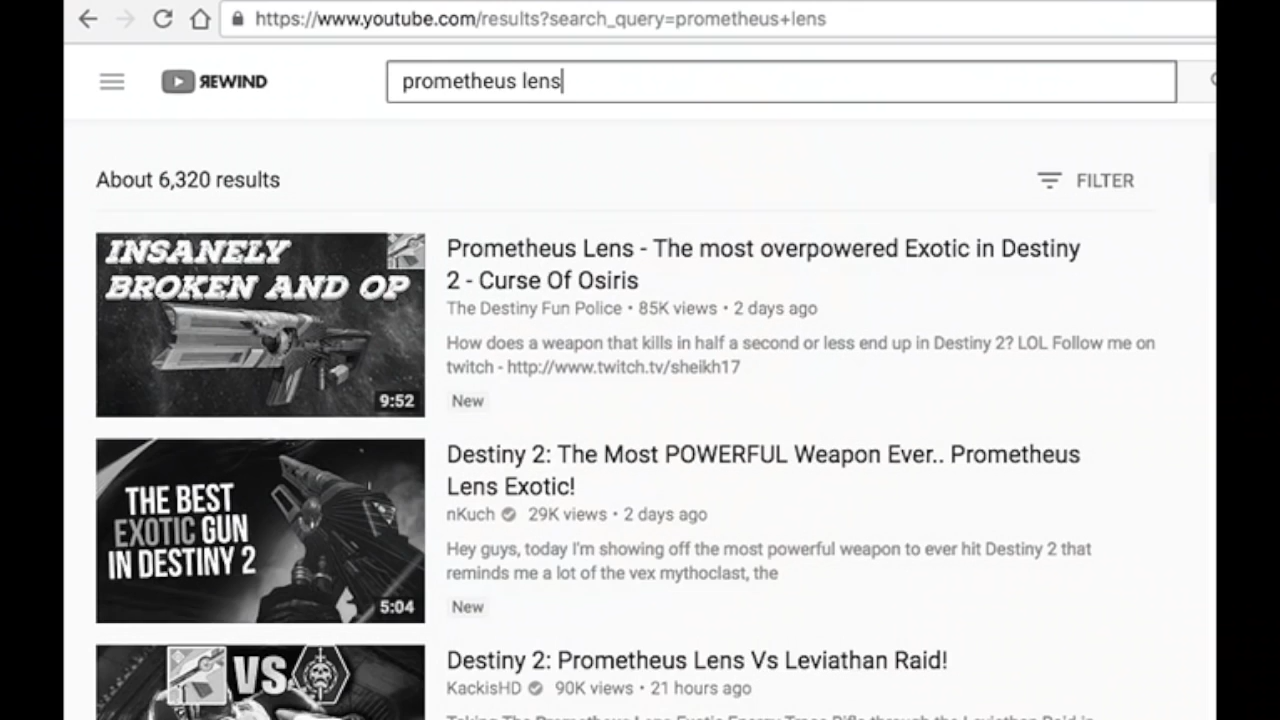 https://www.youtube.com/results?search_query=prometheus+lens
REWIND
prometheus lens
About 6,320 results
FILTER
INSANELY
BROKEN AND OP
9:52
Prometheus Lens - The most overpowered Exotic in Destiny
2 - Curse Of Osiris
The Destiny Fun Police • 85K views • 2 days ago
How does a weapon that kills in half a second or less end up in Destiny 2? LOL Follow me on
twitch - http://www.twitch.tv/sheikh17
New
THE BEST
EXOTIC GUN
IN DESTINY 2
5:04
Destiny 2: The Most POWERFUL Weapon Ever.. Prometheus
Lens Exotic!
nKuch 29K views • 2 days ago
Hey guys, today I'm showing off the most powerful weapon to ever hit Destiny 2 that
reminds me a lot of the vex mythoclast, the
New
VS
Destiny 2: Prometheus Lens Vs Leviathan Raid!
KackisHD 90K views • 21 hours ago